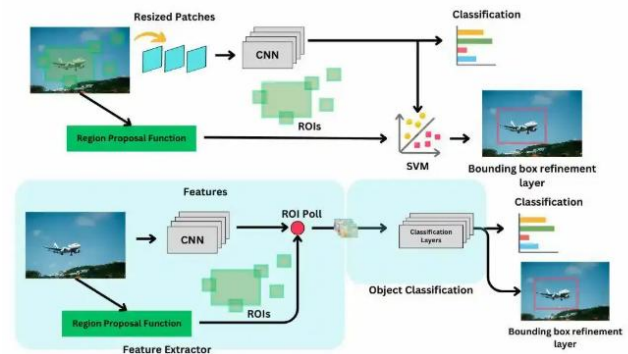 Resized Patches
Classification
CNN
ROIs
Region Proposal Function
SVM
Bounding box refinement
layer
Features
ROI Poll
Classification
CNN
Classification
Layers
ROIs
Object Classification
Region Proposal Function
Bounding box refinement
layer
Feature Extractor